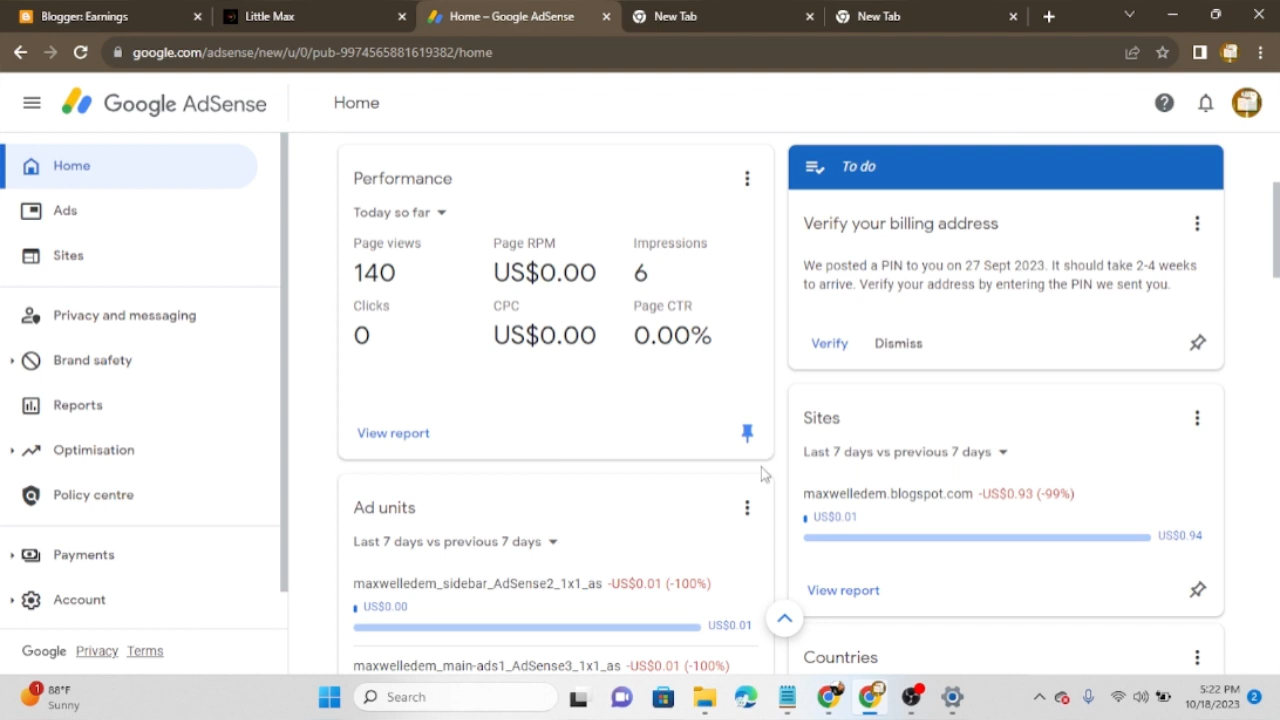 Blogger: Earnings
Little Max
Home – Google AdSense
New Tab
New Tab
google.com/adsense/new/u/0/pub-9974565881619382/home
Google AdSense
Home
Home
Ads
Sites
Privacy and messaging
Brand safety
Reports
Optimisation
Policy centre
Payments
Account
Google Privacy Terms
Performance
Today so far
Page views Page RPM Impressions
140 US$0.00 6
Clicks CPC Page CTR
0 US$0.00 0.00%
View report
Ad units
Last 7 days vs previous 7 days
maxwelledem_sidebar_AdSense2_1x1_as -US$0.01 (-100%)
US$0.00
US$0.01
maxwelledem_main-ads1_AdSense3_1x1_as -US$0.01 (-100%)
To do
Verify your billing address
We posted a PIN to you on 27 Sept 2023. It should take 2-4 weeks
to arrive. Verify your address by entering the PIN we sent you.
Verify Dismiss
Sites
Last 7 days vs previous 7 days
maxwelledem.blogspot.com -US$0.93 (-99%)
US$0.01
US$0.94
View report
Countries
1
88°F
Sunny
Search
5:22 PM
10/18/2023
2